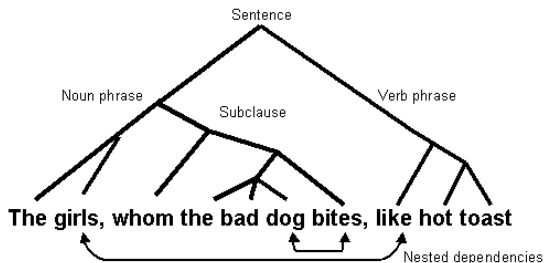 Sentence
Noun phrase
Verb phrase
Subclause
The girls, whom the bad dog bites, like hot toast
Nested dependencies